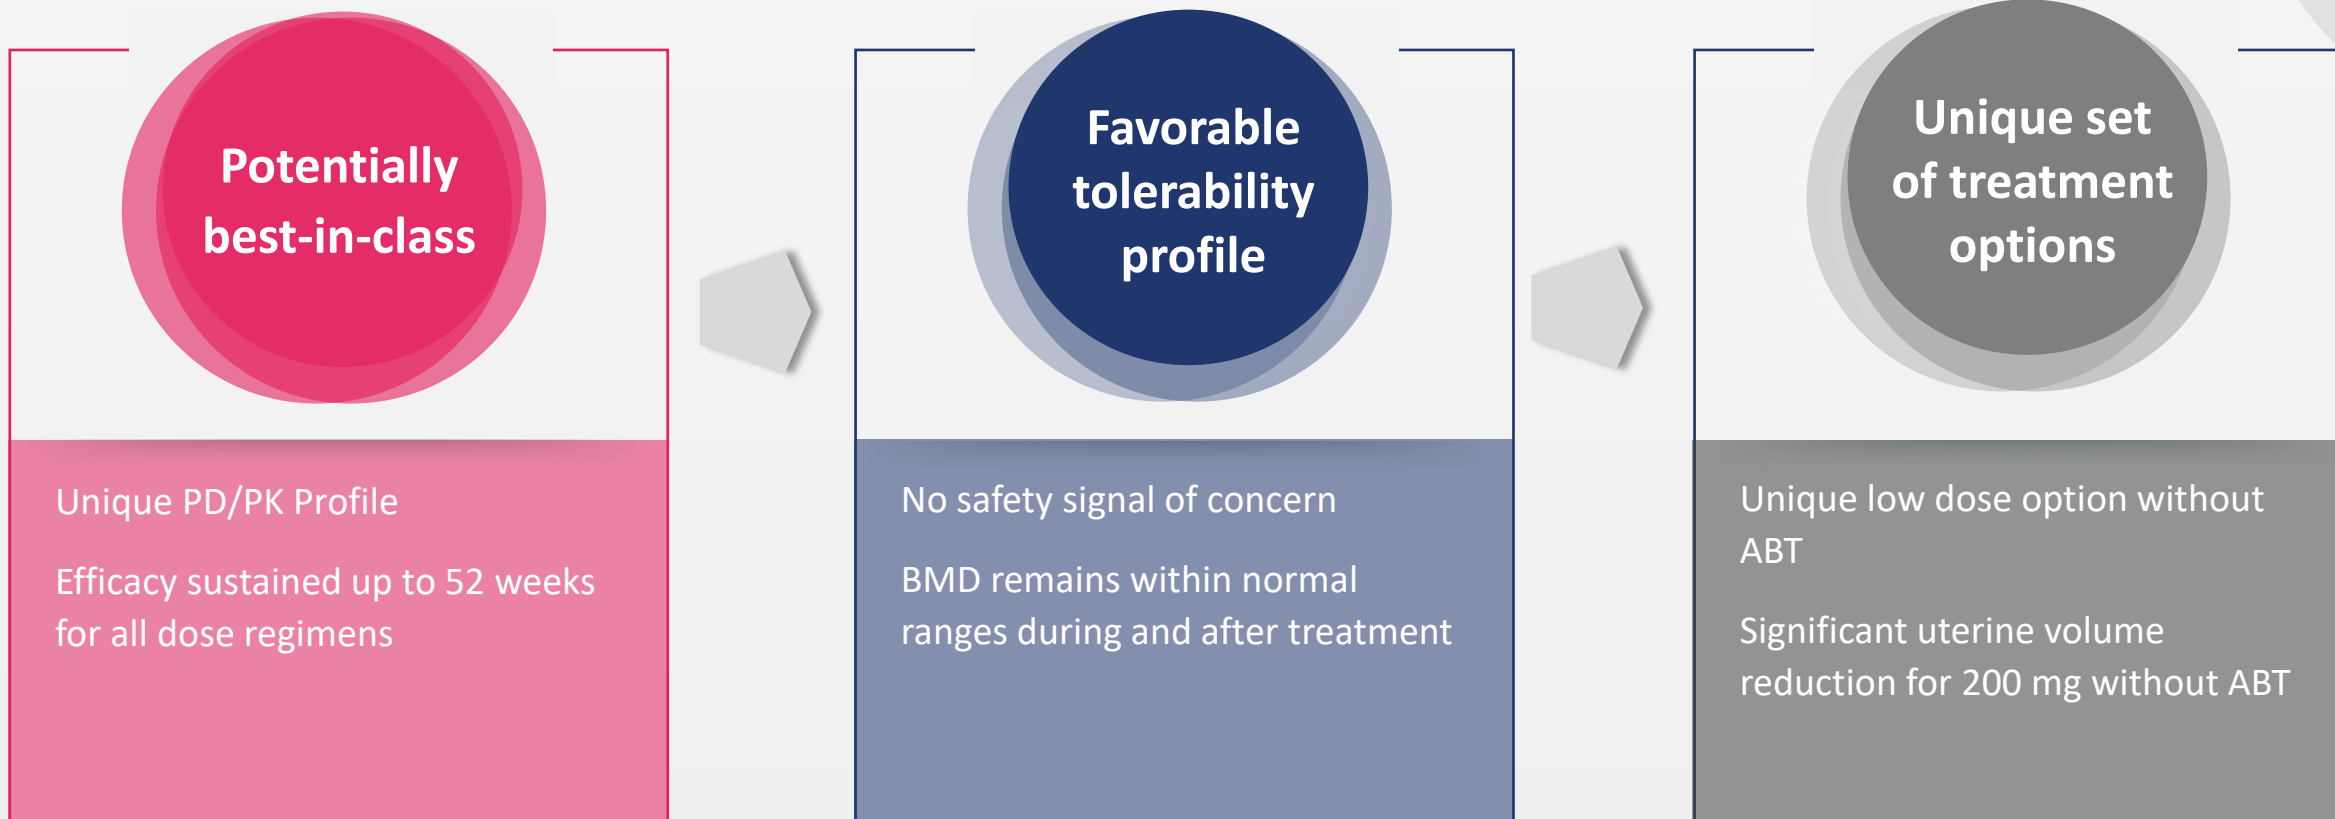 Potentially
best-in-class
Unique PD/PK Profile
Efficacy sustained up to 52 weeks
for all dose regimens
Favorable
tolerability
profile
No safety signal of concern
BMD remains within normal
ranges during and after treatment
Unique set
of treatment
options
Unique low dose option without
ABT
Significant uterine volume
reduction for 200 mg without ABT